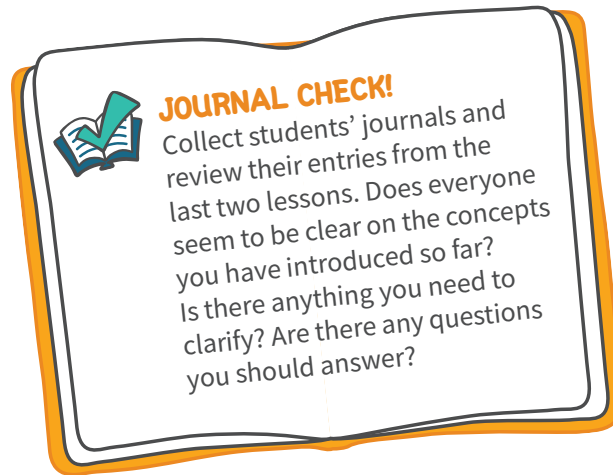 JOURNAL CHECK!
Collect students’ journals and
review their entries from the
last two lessons. Does everyone
seem to be clear on the concepts
you have introduced so far?
Is there anything you need to
clarify? Are there any questions
you should answer?